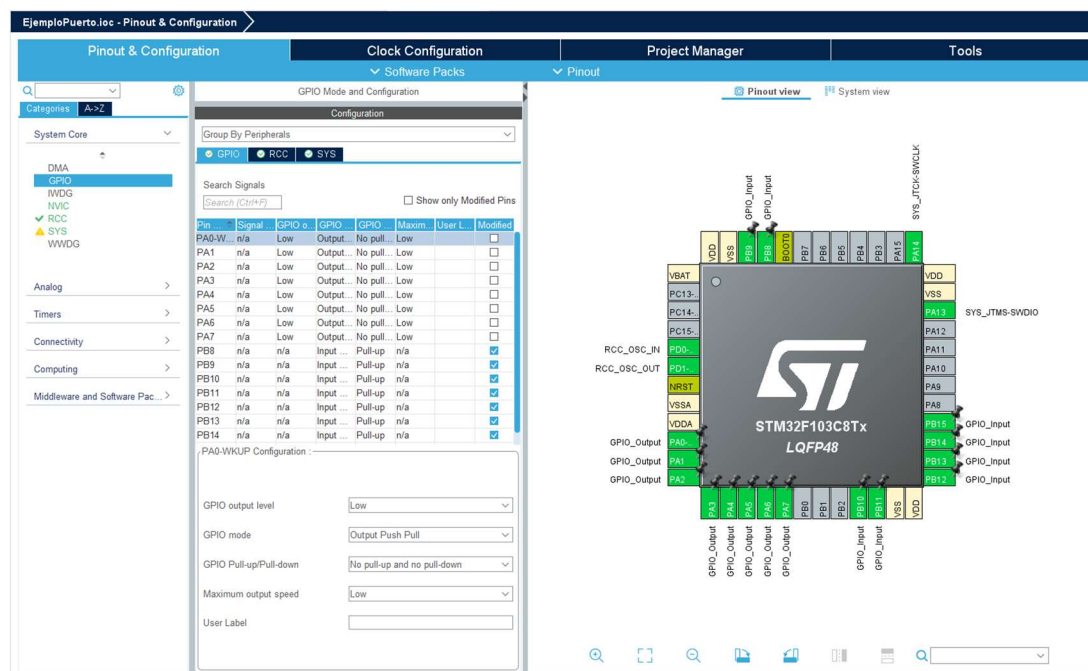 EjemploPuerto.ioc - Pinout & Configuration
Pinout & Configuration
Clock Configuration
Project Manager
Tools
Software Packs
Pinout
Categories
A->Z
System Core
DMA
GPIO
IWDG
NVIC
RCC
SYS
WWDG
Analog
Timers
Connectivity
Computing
Middleware and Software Pac...
GPIO Mode and Configuration
Configuration
Group By Peripherals
GPIO
RCC
SYS
Search Signals
Search (Ctrl+F)
Show only Modified Pins
Pin ... Signal ... GPIO o... GPIO ... GPIO ... Maxim... User L... Modified
PA0-W... n/a Low Output... No pull... Low
PA1 n/a Low Output... No pull... Low
PA2 n/a Low Output... No pull... Low
PA3 n/a Low Output... No pull... Low
PA4 n/a Low Output... No pull... Low
PA5 n/a Low Output... No pull... Low
PA6 n/a Low Output... No pull... Low
PA7 n/a Low Output... No pull... Low
PB8 n/a n/a Input ... Pull-up n/a
PB9 n/a n/a Input ... Pull-up n/a
PB10 n/a n/a Input ... Pull-up n/a
PB11 n/a n/a Input ... Pull-up n/a
PB12 n/a n/a Input ... Pull-up n/a
PB13 n/a n/a Input ... Pull-up n/a
PB14 n/a n/a Input ... Pull-up n/a
PA0-WKUP Configuration :
GPIO output level
Low
GPIO mode
Output Push Pull
GPIO Pull-up/Pull-down
No pull-up and no pull-down
Maximum output speed
Low
User Label
Pinout view
System view
GPIO_Input
GPIO_Input
SYS_JTCK-SWCLK
VDD
VSS
PB9
PB8
BOOT0
PB7
PB6
PB5
PB4
PB3
PA15
PA14
VBAT
PC13-..
PC14-..
PC15-..
RCC_OSC_IN PD0-..
RCC_OSC_OUT PD1-..
NRST
VSSA
VDDA
GPIO_Output PA0-..
GPIO_Output PA1
GPIO_Output PA2
ST
STM32F103C8Tx
LQFP48
VDD
VSS
PA13 SYS_JTMS-SWDIO
PA12
PA11
PA10
PA9
PA8
PB15 GPIO_Input
PB14 GPIO_Input
PB13 GPIO_Input
PB12 GPIO_Input
PA3
PA4
PA5
PA6
PA7
PB0
PB1
PB2
PB10
PB11
VSS
VDD
GPIO_Output
GPIO_Output
GPIO_Output
GPIO_Output
GPIO_Output
GPIO_Input
GPIO_Input